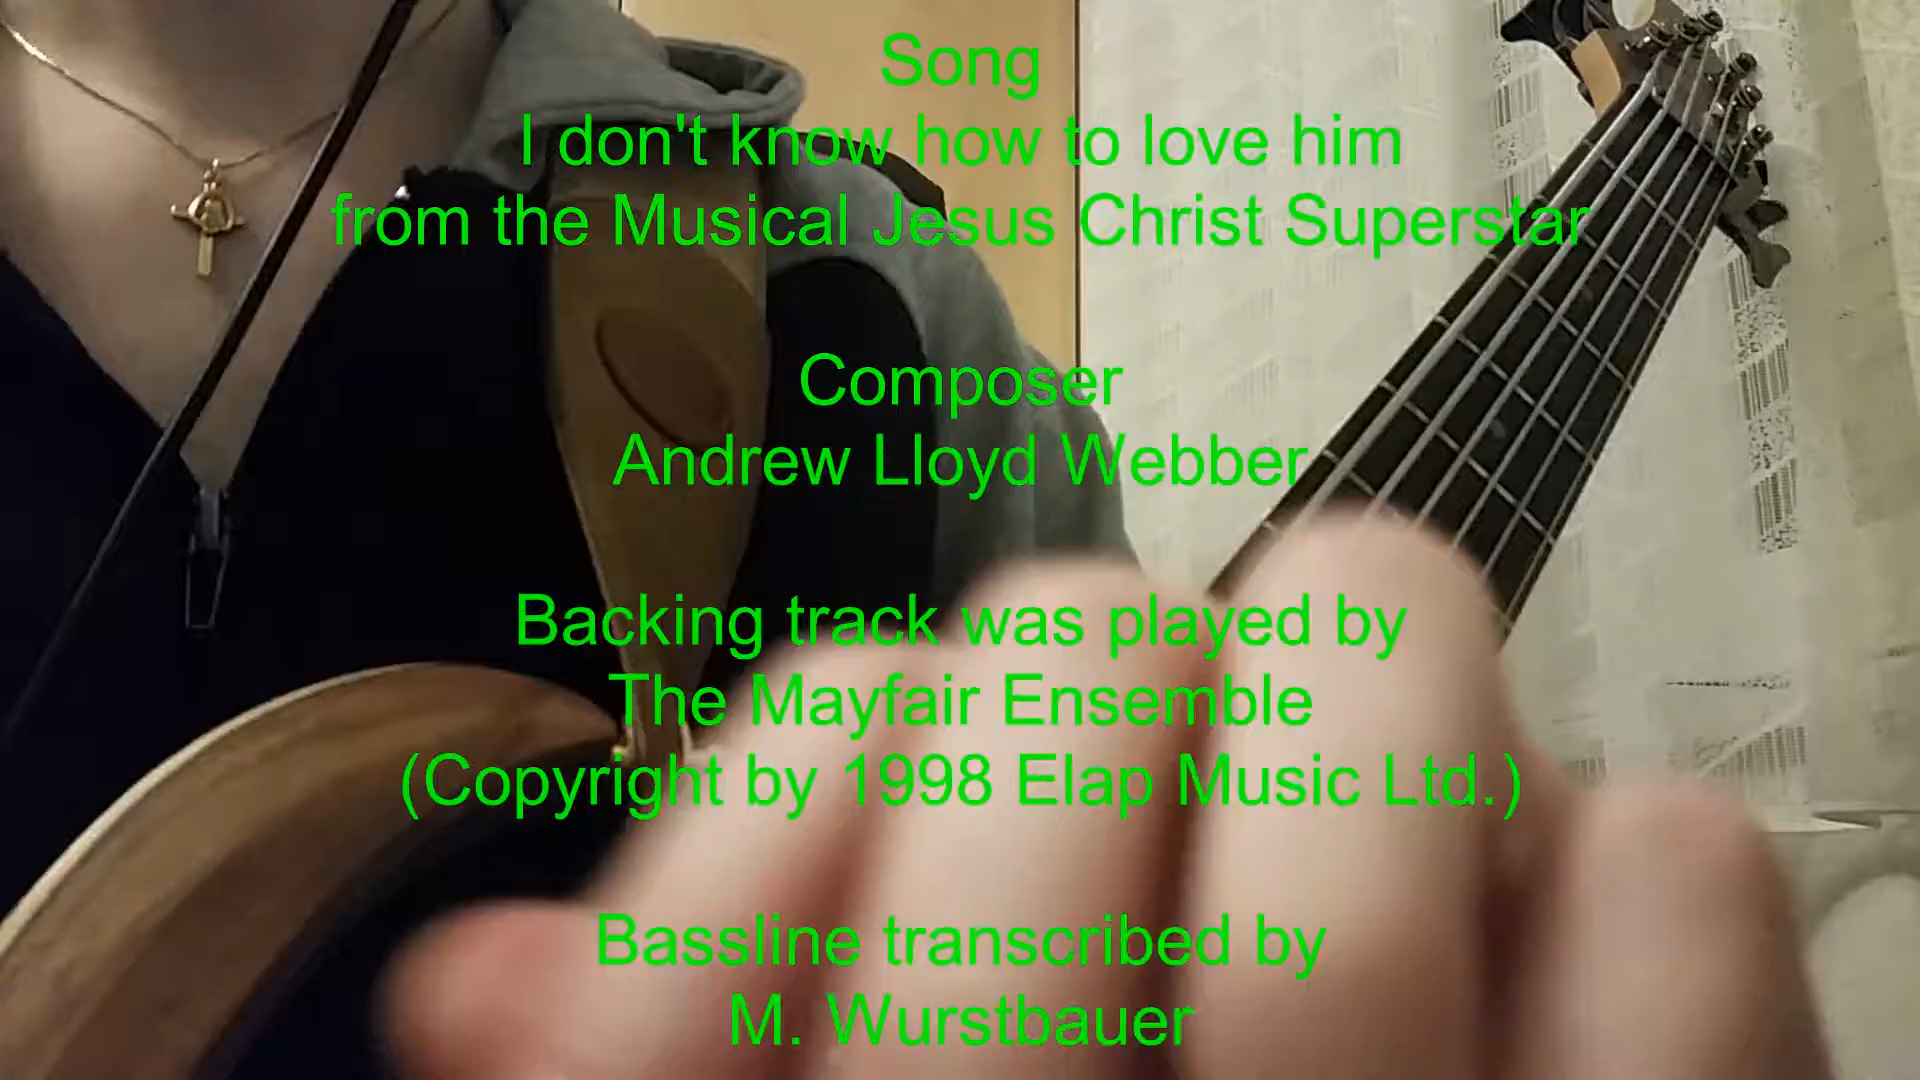 Song
I don't know how to love him
from the Musical Jesus Christ Superstar
Composer
Andrew Lloyd Webber
Backing track was played by
The Mayfair Ensemble
(Copyright by 1998 Elap Music Ltd.)
Bassline transcribed by
M. Wurstbauer